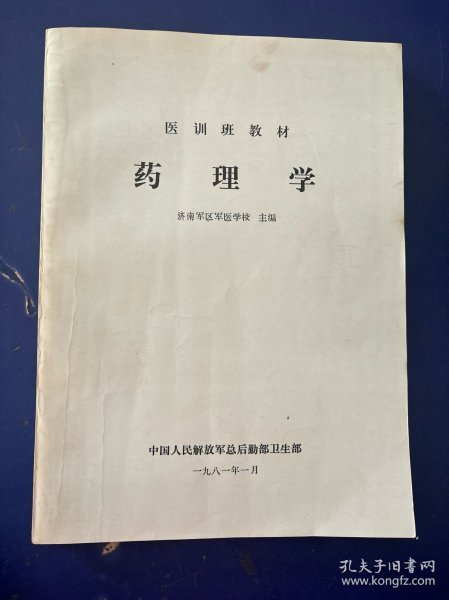 医训班教材
药理学
济南军区军医学校 主编
中国人民解放军总后勤部卫生部
一九八一年一月
孔夫子旧书网
www.kongfz.com